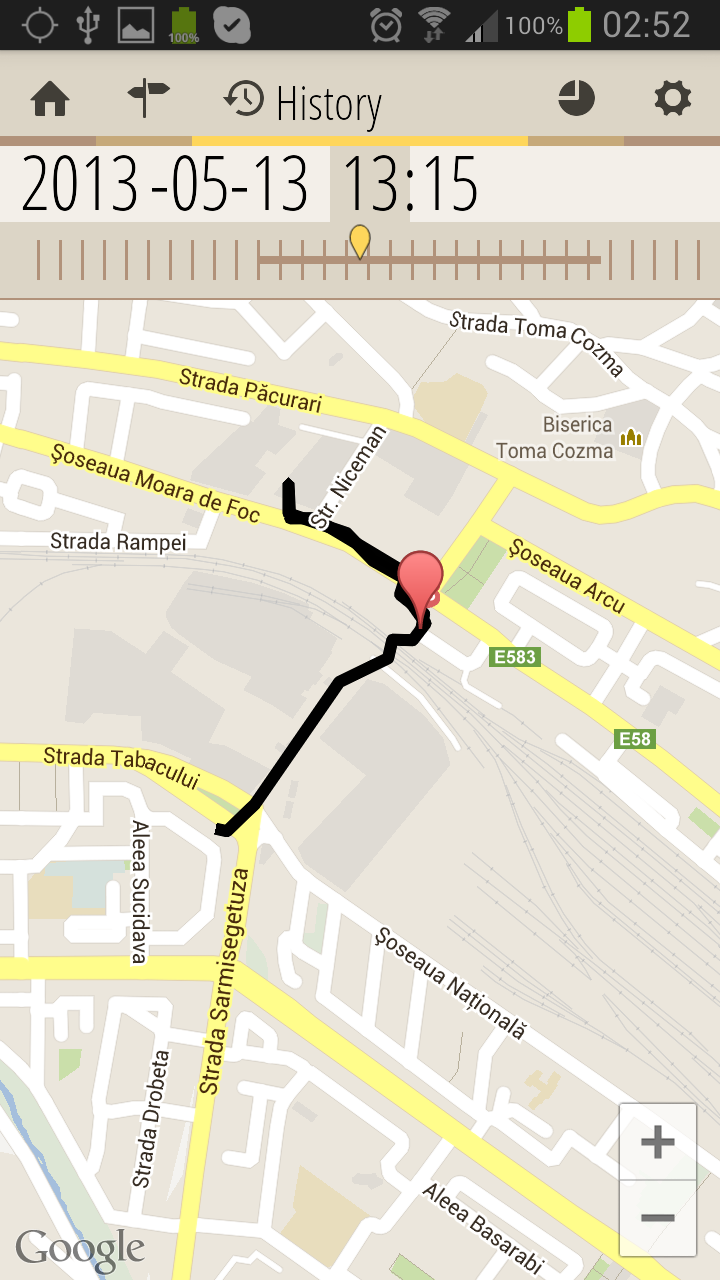 100%
100%
02:52
History
2013-05-13 13:15
Strada Toma Cozma
Strada Păcurari
Biserica
Toma Cozma
Str. Niceman
Şoseaua Moara de Foc
Strada Rampei
Şoseaua Arcu
E583
E58
Strada Tabacului
Aleea Sucidava
Strada Sarmisegetuza
Şoseaua Naţională
Strada Drobeta
Aleea Basarabi
+
−
Google